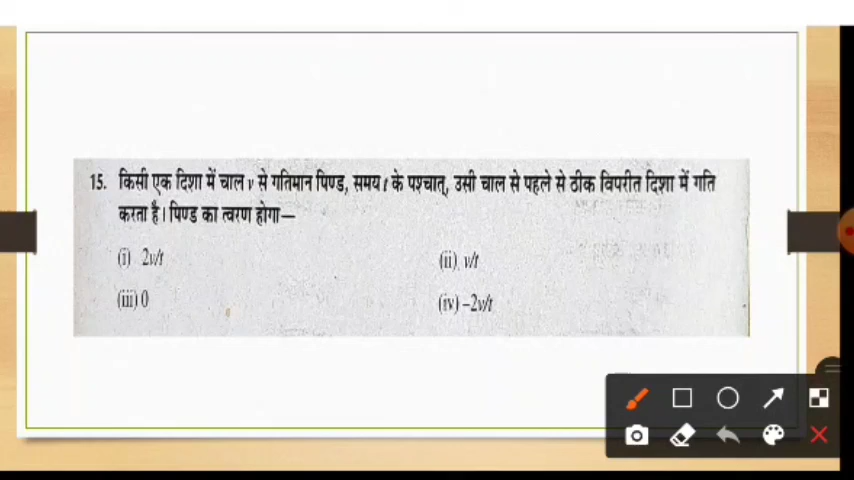 15. किसी एक दिशा में चाल v से गतिमान पिण्ड, समय t के पश्चात्, उसी चाल से पहले से ठीक विपरीत दिशा में गति
करता है। पिण्ड का त्वरण होगा—
(i) 2v/t (ii) v/t
(iii) 0 (iv) –2v/t